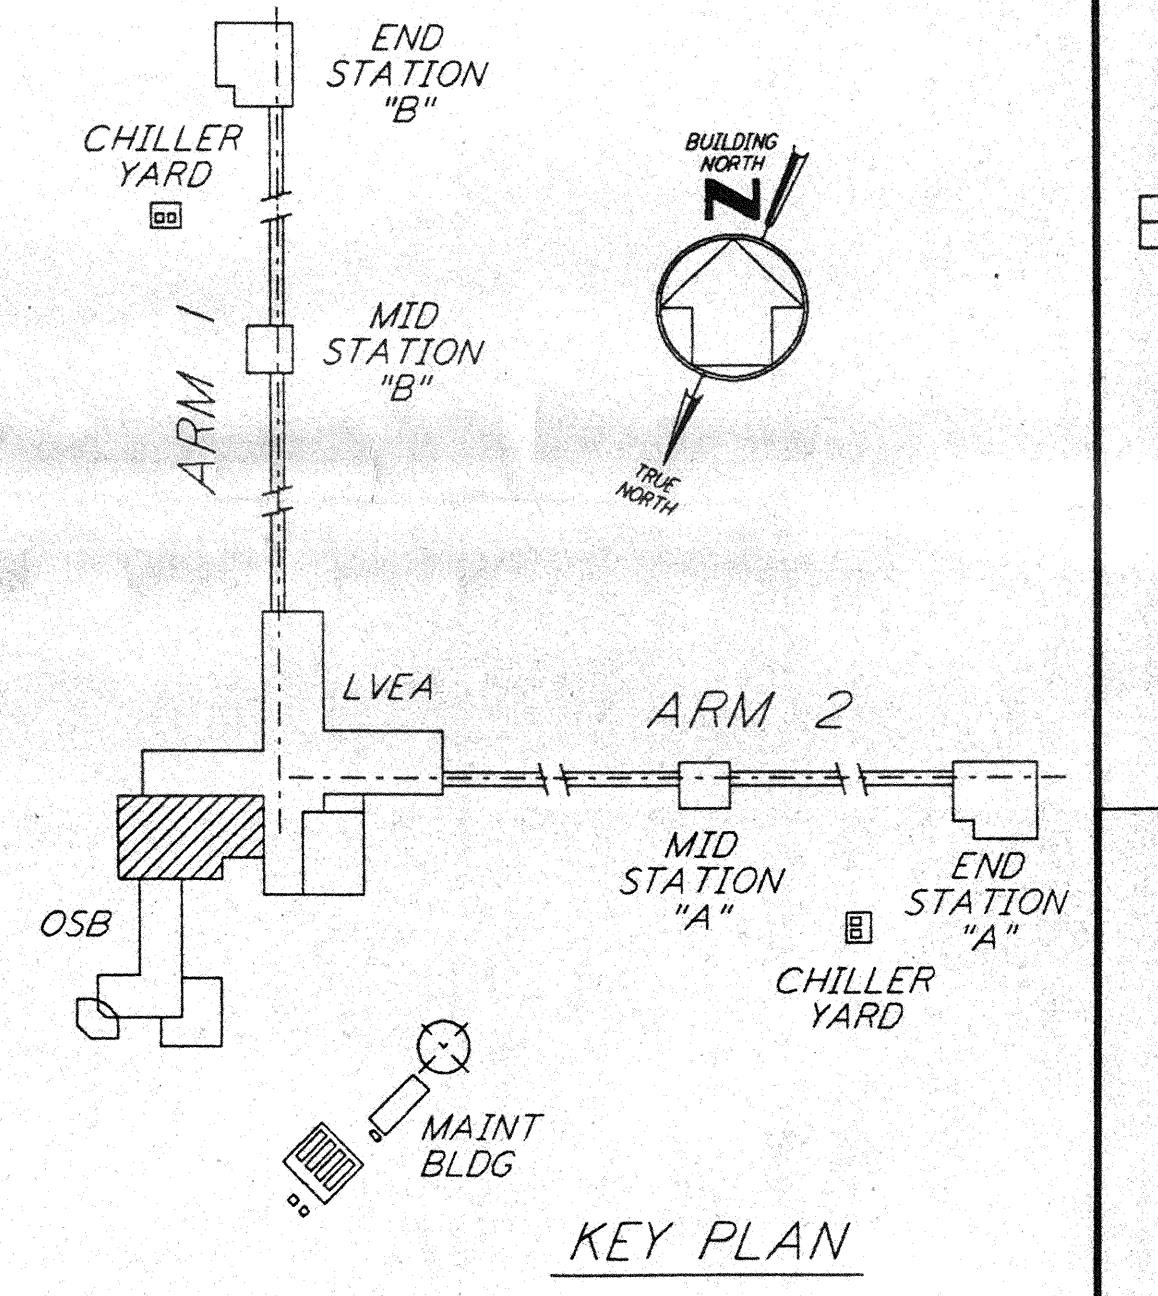 END
STATION
"B"
CHILLER
YARD
BUILDING
NORTH
N
MID
STATION
"B"
ARM 1
TRUE
NORTH
LVEA
ARM 2
MID
STATION
"A"
END
STATION
"A"
OSB
CHILLER
YARD
MAINT
BLDG
KEY PLAN